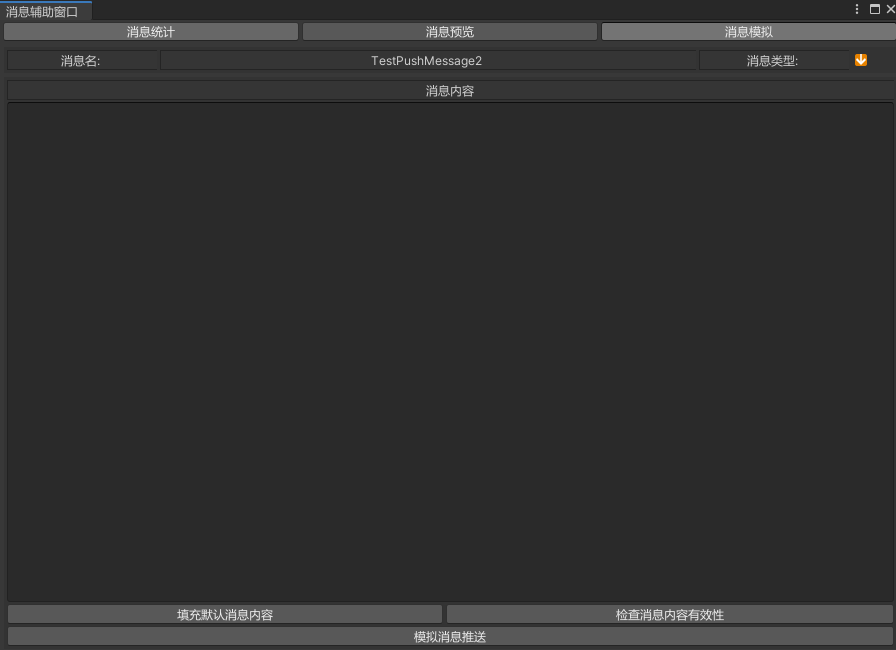 消息辅助窗口
消息统计 消息预览 消息模拟
消息名: TestPushMessage2 消息类型:
消息内容
填充默认消息内容 检查消息内容有效性
模拟消息推送